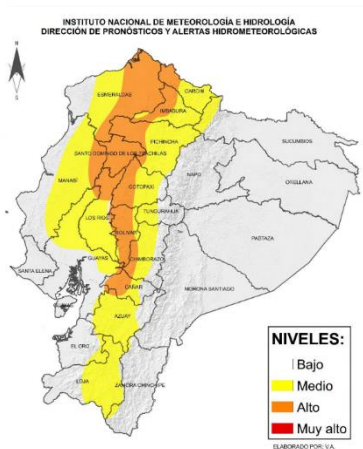 INSTITUTO NACIONAL DE METEOROLOGÍA E HIDROLOGÍA
DIRECCIÓN DE PRONÓSTICOS Y ALERTAS HIDROMETEOROLÓGICAS
N
ESMERALDAS
CARCHI
IMBABURA
PICHINCHA
SUCUMBIOS
SANTO DOMINGO DE LOS TSACHILAS
NAPO
ORELLANA
MANABI
COTOPAXI
LOS RIOS
TUNGURAHUA
PASTAZA
BOLIVAR
GUAYAS
CHIMBORAZO
SANTA ELENA
MORONA SANTIAGO
CAÑAR
AZUAY
EL ORO
LOJA
ZAMORA CHINCHIPE
NIVELES:
Bajo
Medio
Alto
Muy alto
ELABORADO POR: V.A.